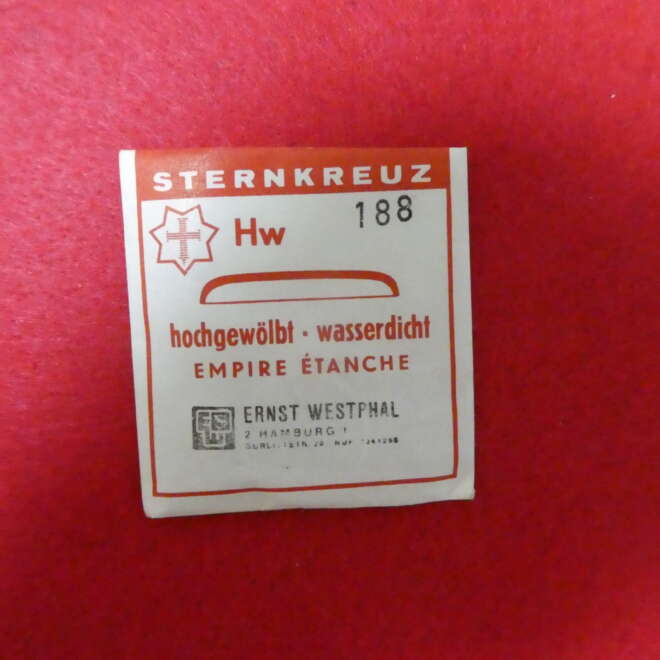 STERNKREUZ
Hw 188
hochgewölbt · wasserdicht
EMPIRE ÉTANCHE
ERNST WESTPHAL
2 HAMBURG 1